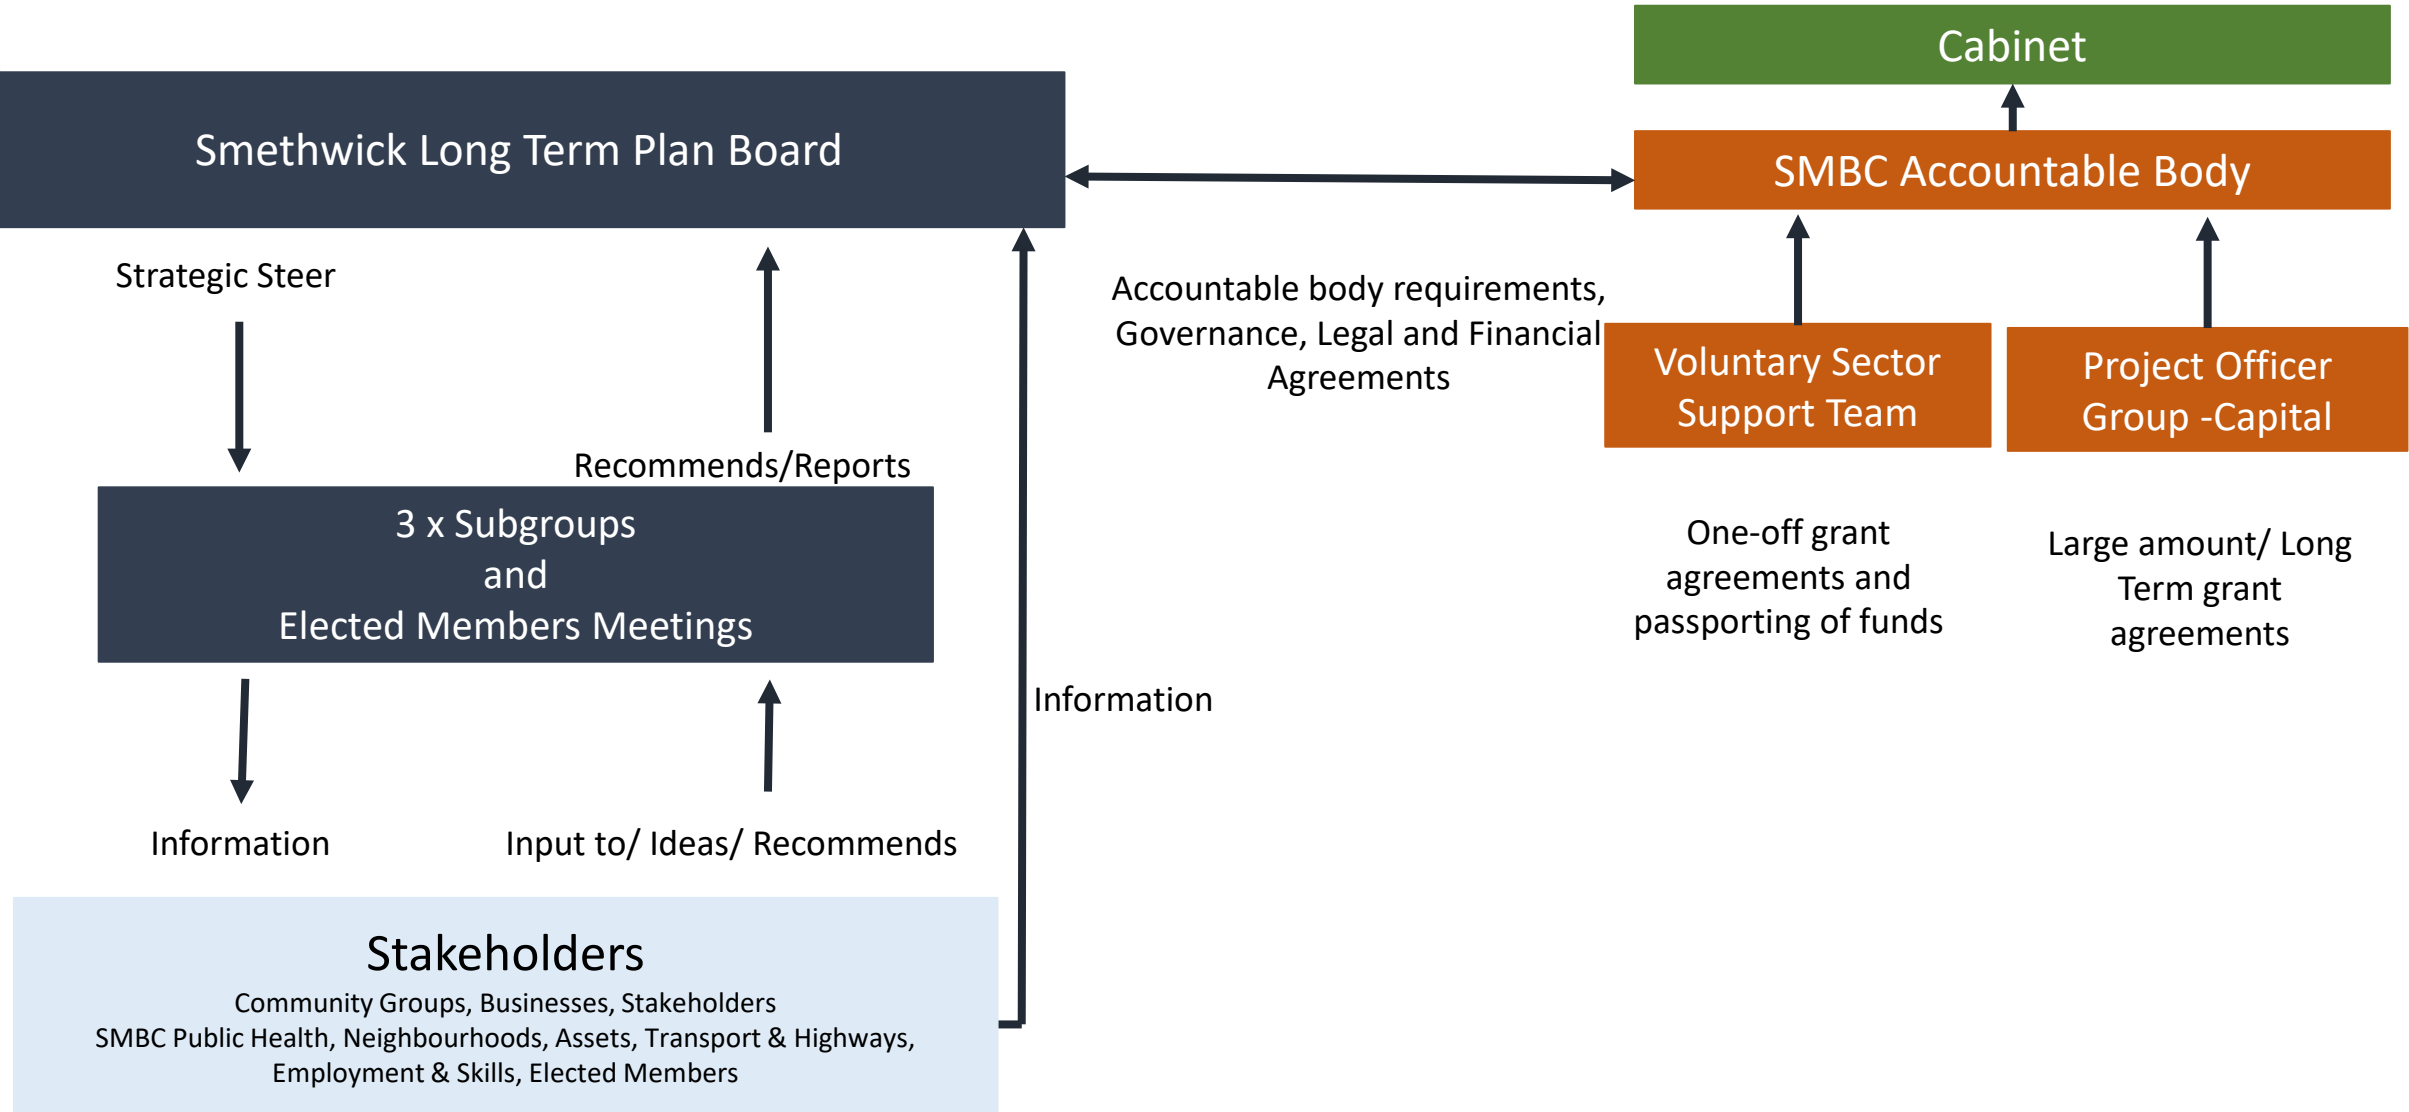 Cabinet
Smethwick Long Term Plan Board
SMBC Accountable Body
Strategic Steer
Accountable body requirements,
Governance, Legal and Financial
Agreements
Voluntary Sector
Support Team
Project Officer
Group -Capital
Recommends/Reports
3 x Subgroups
and
Elected Members Meetings
One-off grant
agreements and
passporting of funds
Large amount/ Long
Term grant
agreements
Information
Information
Input to/ Ideas/ Recommends
Stakeholders
Community Groups, Businesses, Stakeholders
SMBC Public Health, Neighbourhoods, Assets, Transport & Highways,
Employment & Skills, Elected Members